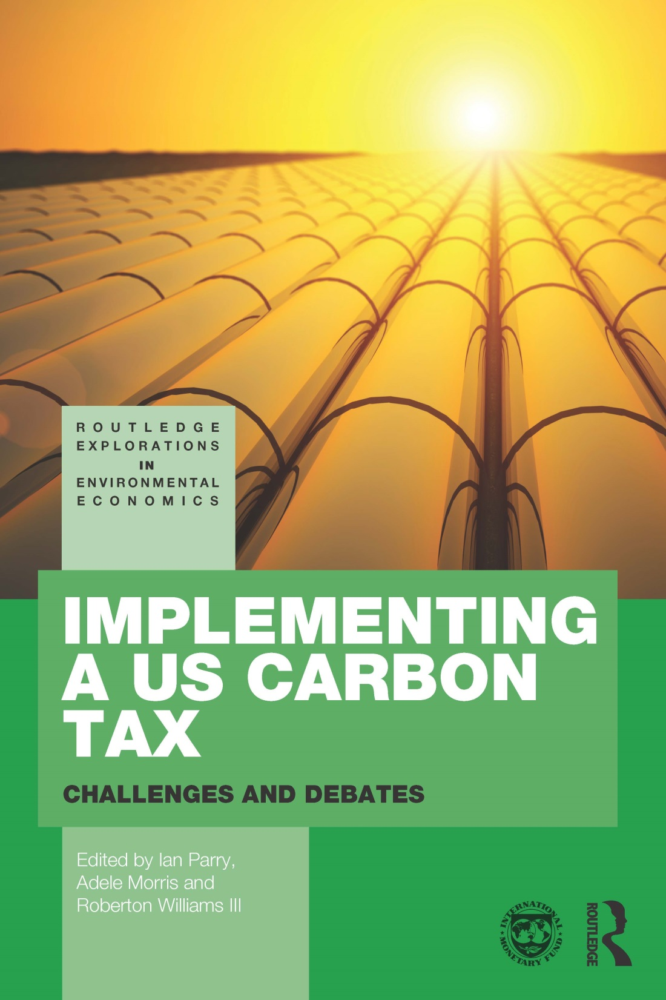 ROUTLEDGE
EXPLORATIONS
IN
ENVIRONMENTAL
ECONOMICS
IMPLEMENTING
A US CARBON
TAX
CHALLENGES AND DEBATES
Edited by Ian Parry,
Adele Morris and
Roberton Williams III
INTERNATIONAL
MONETARY FUND
ROUTLEDGE